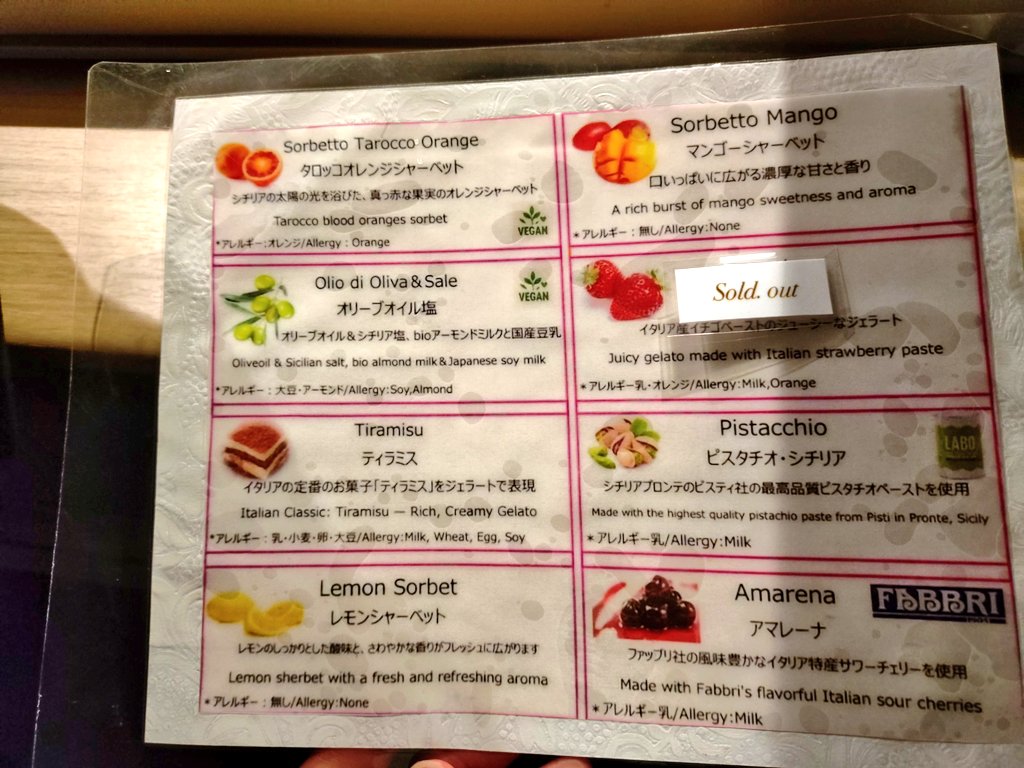 Sorbetto Tarocco Orange
タロッコオレンジシャーベット
シチリアの太陽の光を浴びた、真っ赤な果実のオレンジシャーベット
Tarocco blood oranges sorbet
VEGAN
*アレルギー:オレンジ/Allergy : Orange
Olio di Oliva&Sale
VEGAN
オリーブオイル塩
オリーブオイル&シチリア塩、bioアーモンドミルクと国産豆乳
Oliveoil & Sicilian salt, bio almond milk&Japanese soy milk
*アレルギー : 大豆・アーモンド/Allergy:Soy,Almond
Tiramisu
ティラミス
イタリアの定番のお菓子「ティラミス」をジェラートで表現
Italian Classic: Tiramisu — Rich, Creamy Gelato
*アレルギー : 乳・小麦・卵・大豆/Allergy:Milk, Wheat, Egg, Soy
Lemon Sorbet
レモンシャーベット
レモンのしっかりとした酸味と、さわやかな香りがフレッシュに広がります
Lemon sherbet with a fresh and refreshing aroma
*アレルギー : 無し/Allergy:None
Sorbetto Mango
マンゴーシャーベット
口いっぱいに広がる濃厚な甘さと香り
A rich burst of mango sweetness and aroma
*アレルギー : 無し/Allergy:None
Sold. out
イタリア産イチゴペーストのジューシーなジェラート
Juicy gelato made with Italian strawberry paste
*アレルギー乳・オレンジ/Allergy:Milk,Orange
Pistacchio
LABO
ピスタチオ・シチリア
シチリアブロンテのピスティ社の最高品質ピスタチオペーストを使用
Made with the highest quality pistachio paste from Pisti in Pronte, Sicily
*アレルギー乳/Allergy:Milk
Amarena
FABBRI
1905
アマレーナ
ファッブリ社の風味豊かなイタリア特産サワーチェリーを使用
Made with Fabbri's flavorful Italian sour cherries
*アレルギー乳/Allergy:Milk